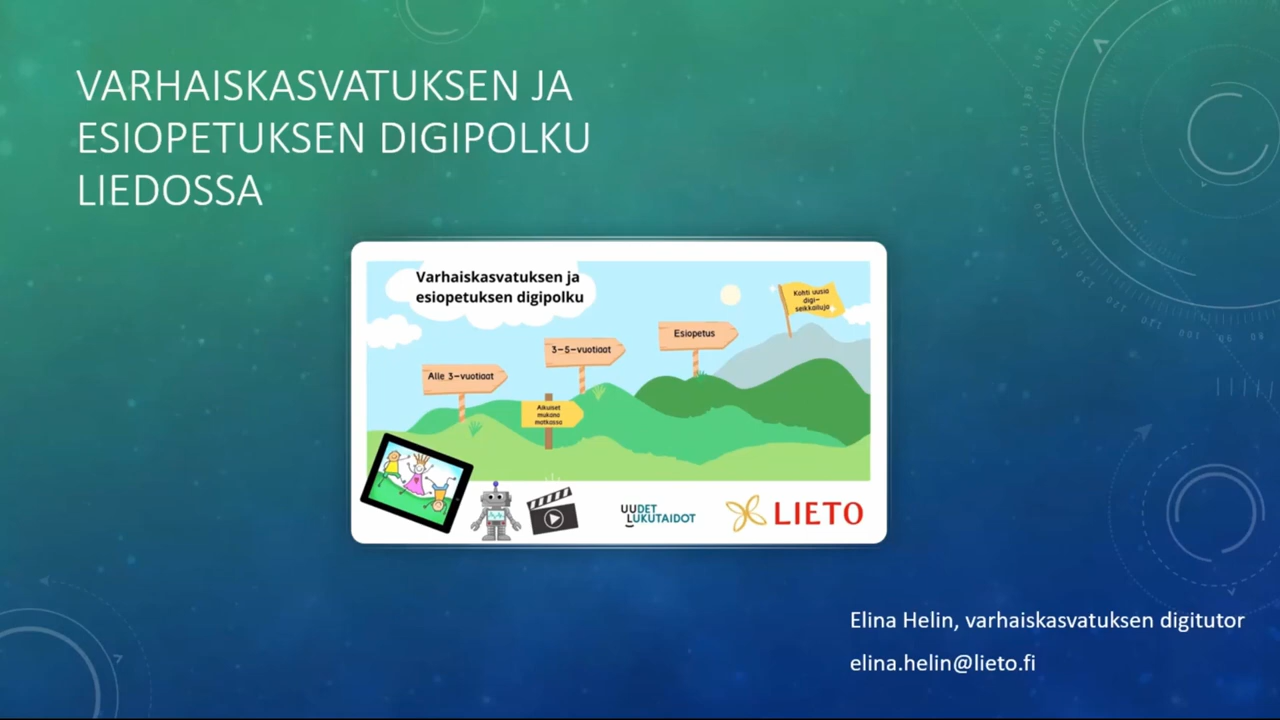 VARHAISKASVATUKSEN JA
ESIOPETUKSEN DIGIPOLKU
LIEDOSSA
Varhaiskasvatuksen ja
esiopetuksen digipolku
Kohti uusia
digi-
seikkailuja
Esiopetus
3-5-vuotiaat
Alle 3-vuotiaat
Aikuiset
mukana
matkassa
UUDET
LUKUTAIDOT
LIETO
Elina Helin, varhaiskasvatuksen digitutor
elina.helin@lieto.fi